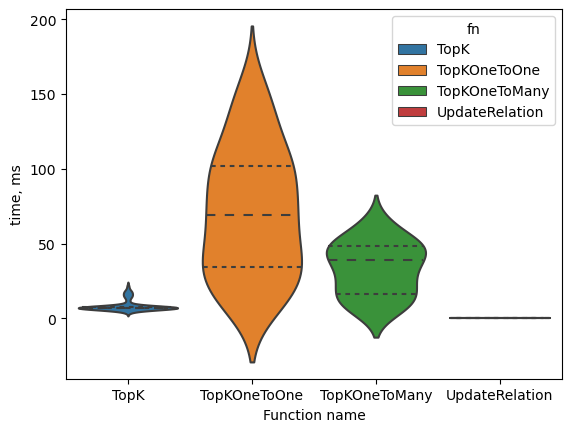 time, ms
200
150
100
50
0
fn
TopK
TopKOneToOne
TopKOneToMany
UpdateRelation
TopK TopKOneToOne TopKOneToMany UpdateRelation
Function name